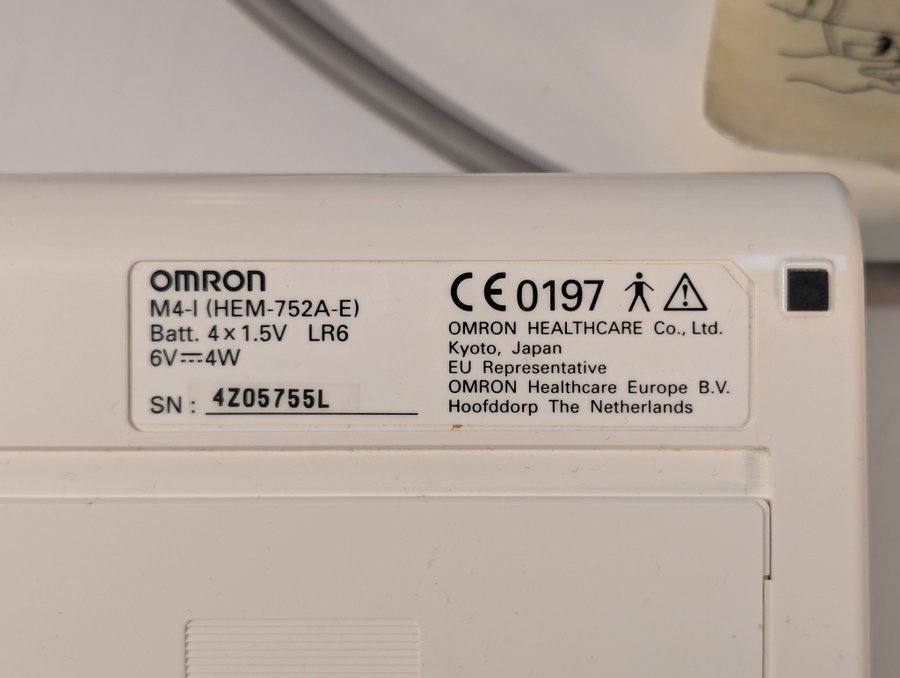 OMRON
M4-I (HEM-752A-E)
Batt. 4 x 1.5V LR6
6V⎓4W
SN : 4Z05755L
CE 0197
OMRON HEALTHCARE Co., Ltd.
Kyoto, Japan
EU Representative
OMRON Healthcare Europe B.V.
Hoofddorp The Netherlands